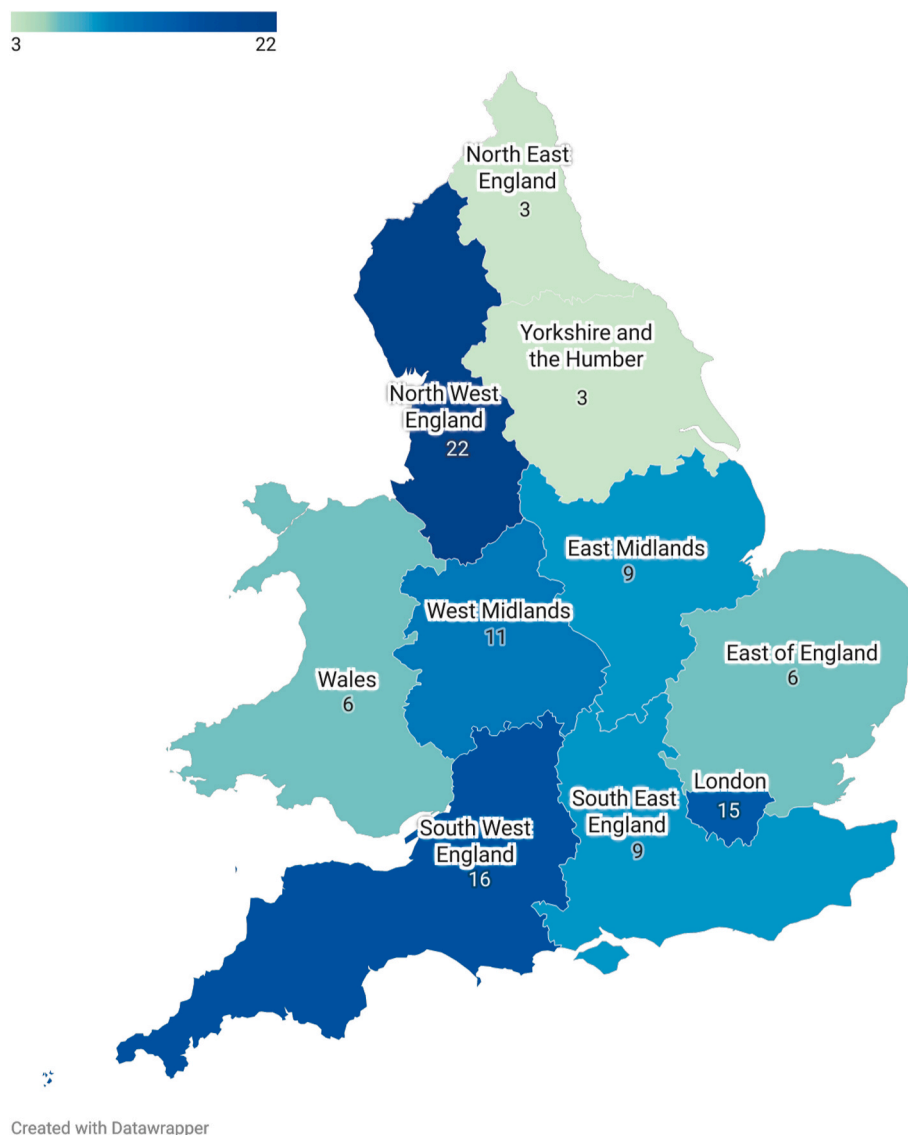 3 22
North East
England
3
Yorkshire and
the Humber
3
North West
England
22
East Midlands
9
West Midlands
11
East of England
6
Wales
6
London
15
South East
England
9
South West
England
16
Created with Datawrapper